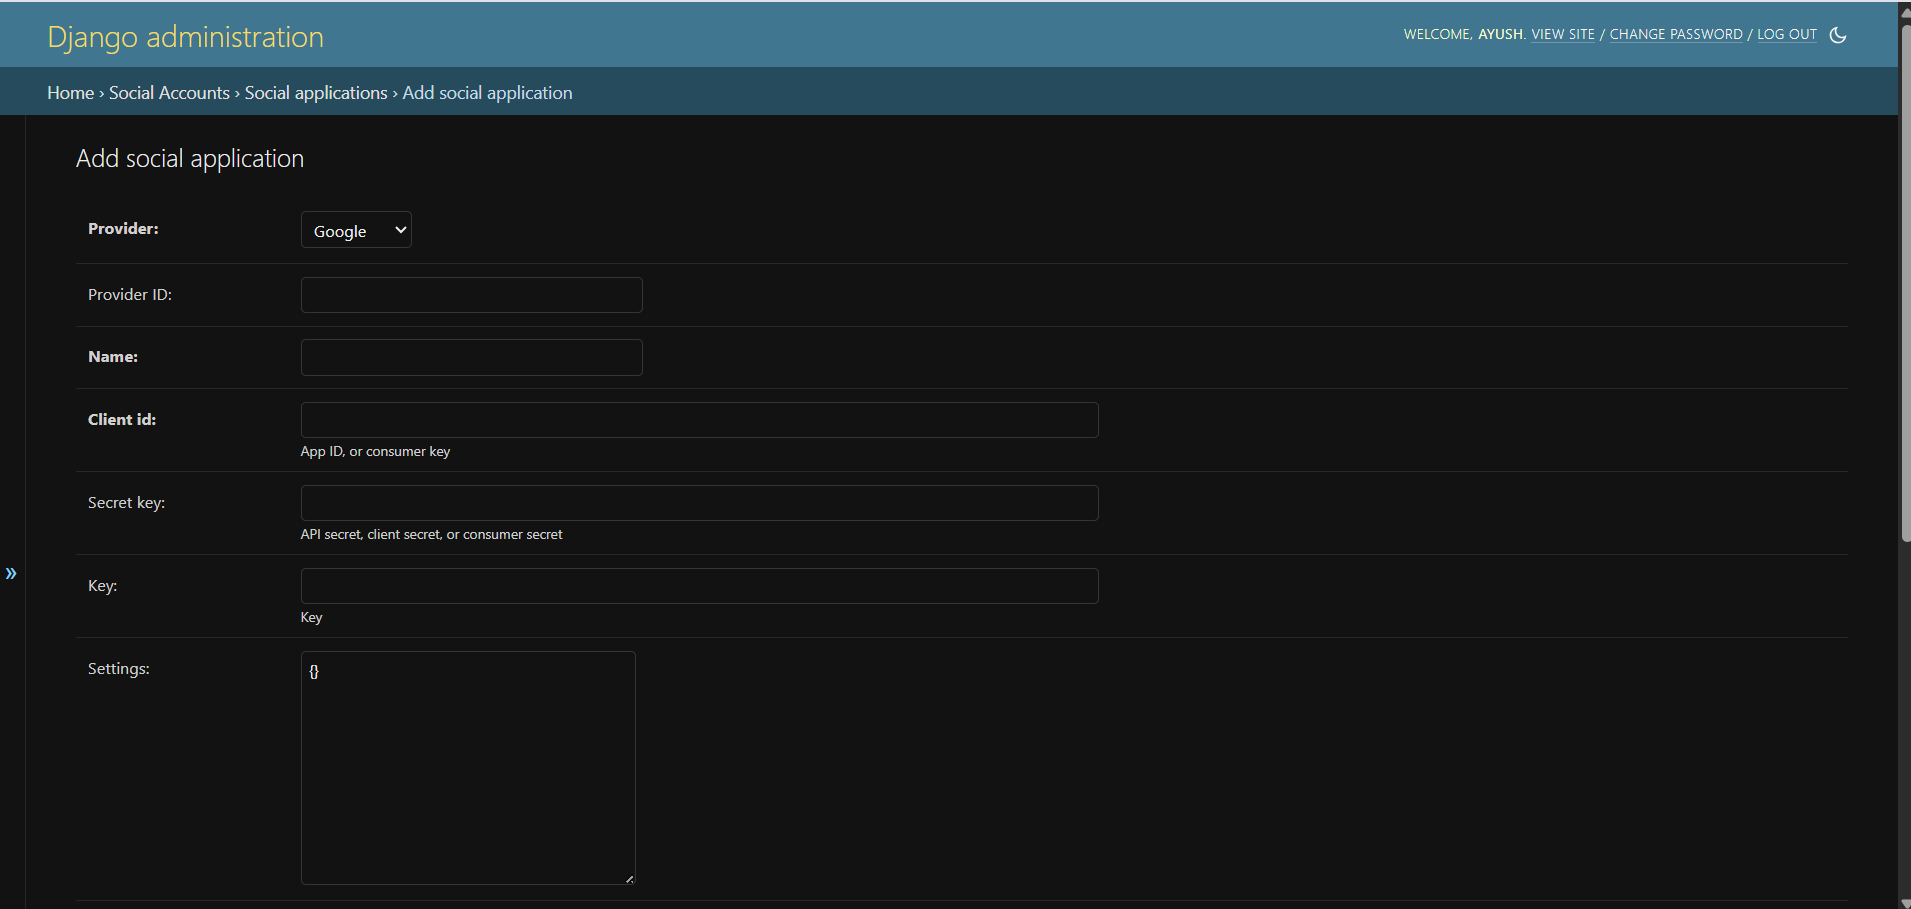 Django administration
WELCOME, AYUSH. VIEW SITE / CHANGE PASSWORD / LOG OUT
Home › Social Accounts › Social applications › Add social application
Add social application
Provider:
Google
Provider ID:
Name:
Client id:
App ID, or consumer key
Secret key:
API secret, client secret, or consumer secret
»
Key:
Key
Settings:
{}